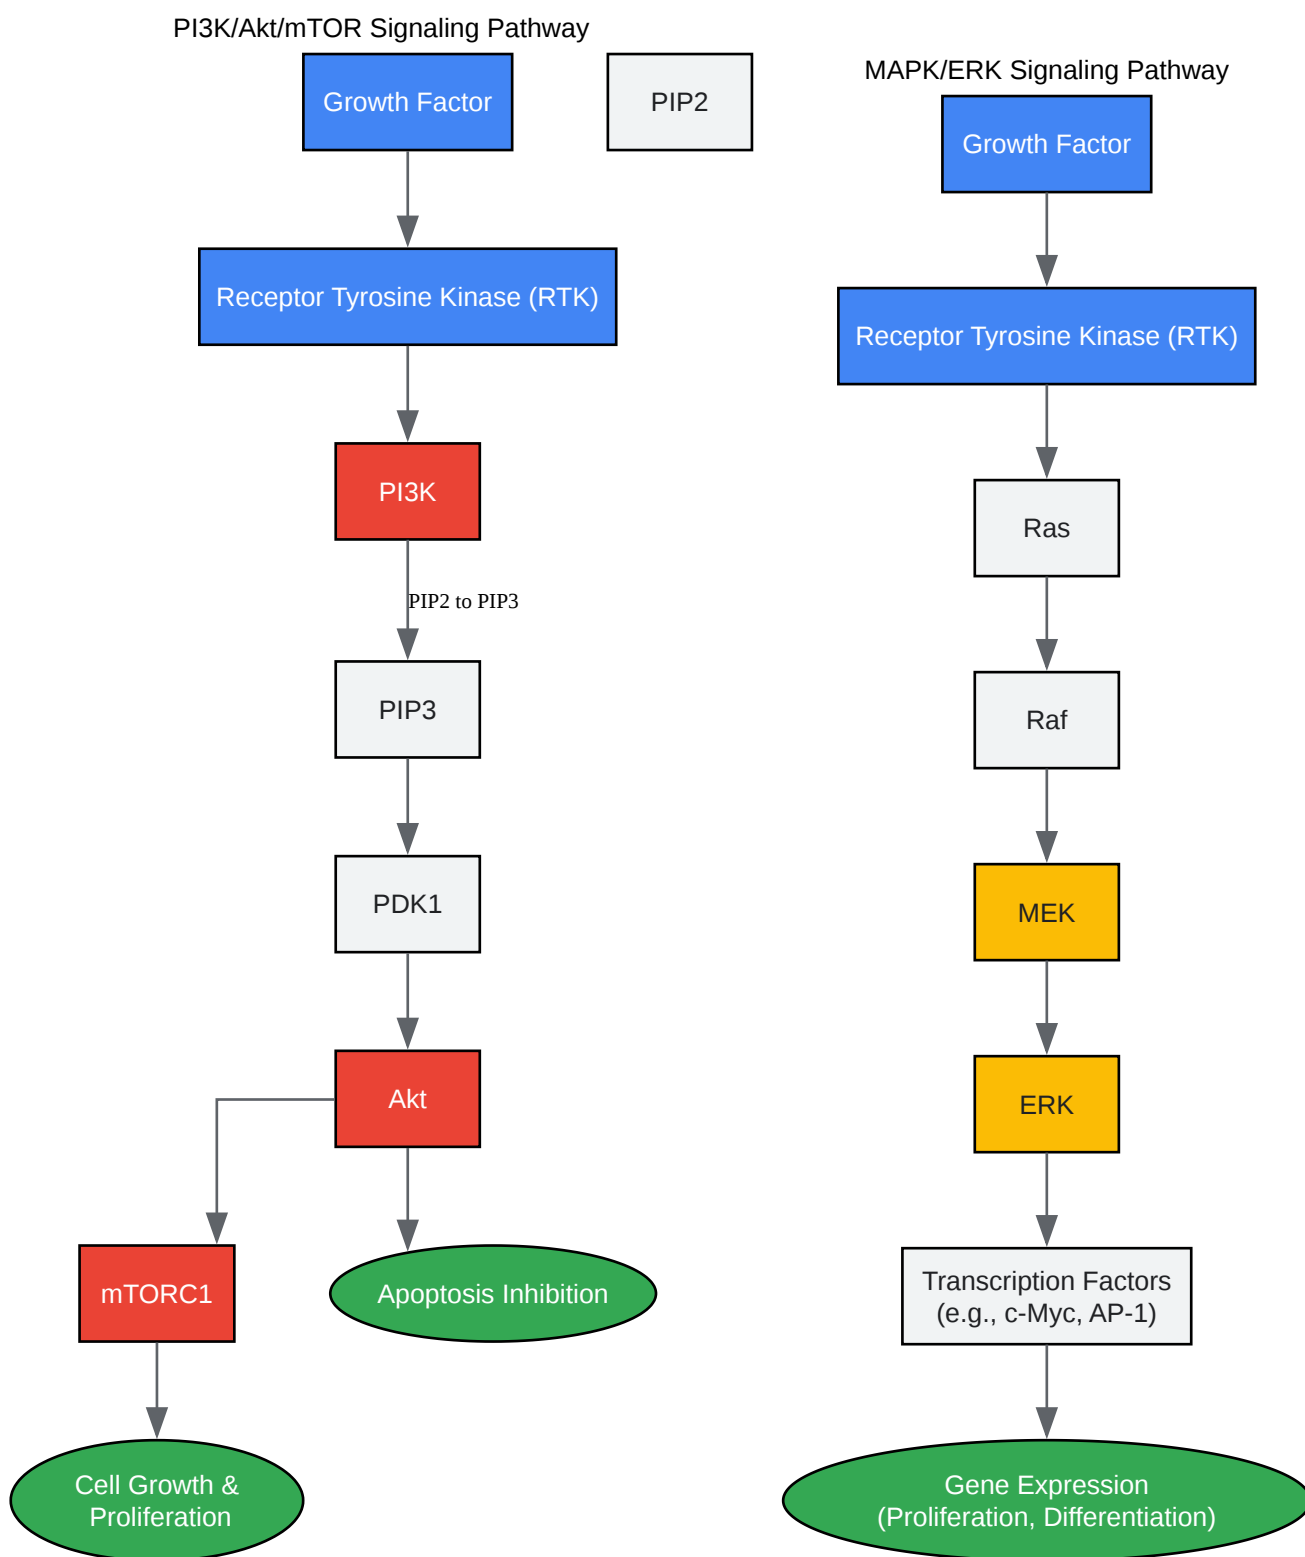 PI3K/Akt/mTOR Signaling Pathway
Growth Factor
PIP2
Receptor Tyrosine Kinase (RTK)
PI3K
PIP2 to PIP3
PIP3
PDK1
Akt
mTORC1
Apoptosis Inhibition
Cell Growth &
Proliferation
MAPK/ERK Signaling Pathway
Growth Factor
Receptor Tyrosine Kinase (RTK)
Ras
Raf
MEK
ERK
Transcription Factors
(e.g., c-Myc, AP-1)
Gene Expression
(Proliferation, Differentiation)